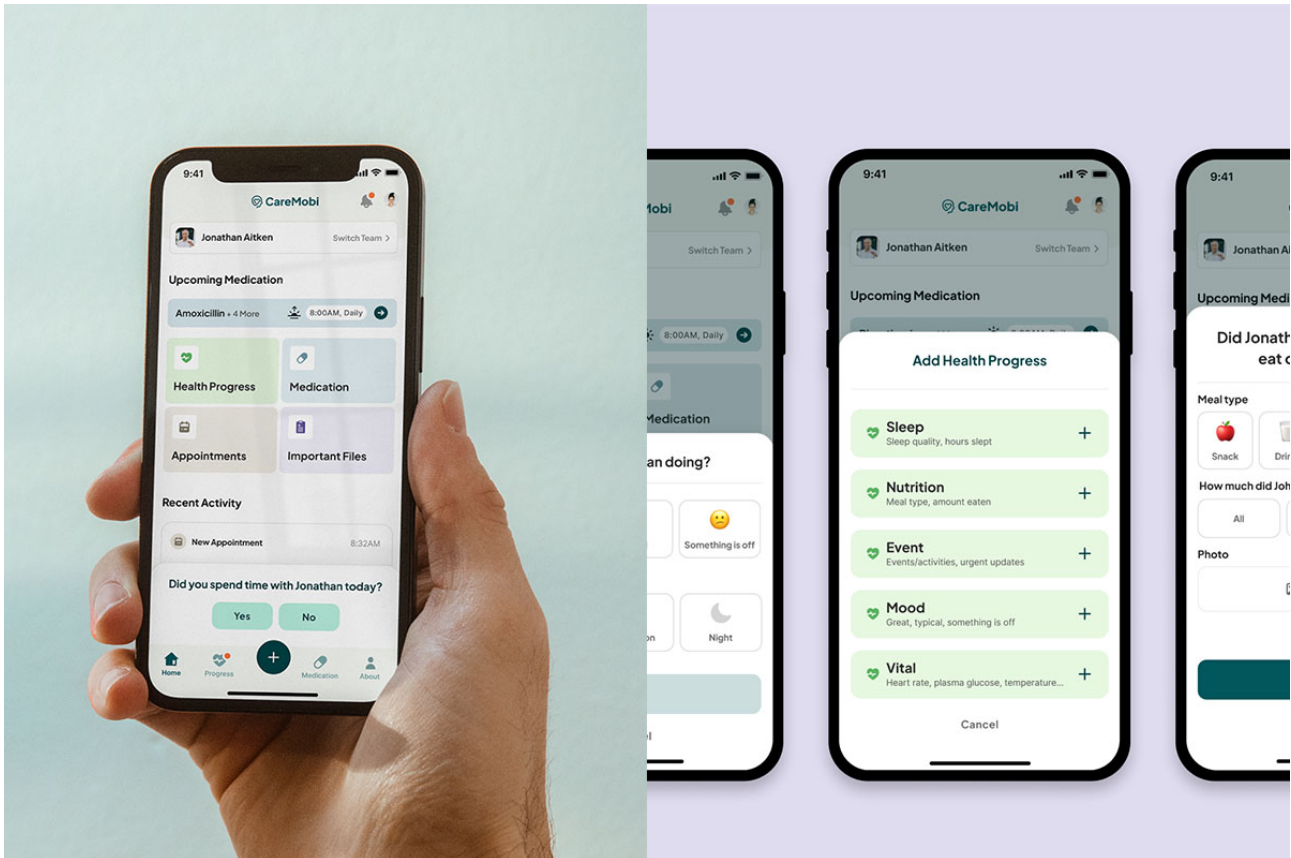 9:41
CareMobi
Jonathan Aitken
Switch Team >
Upcoming Medication
Amoxicillin + 4 More
8:00AM, Daily
Health Progress
Medication
Appointments
Important Files
Recent Activity
New Appointment
8:32AM
Did you spend time with Jonathan today?
Yes
No
Home
Progress
Medication
About
Mobi
Switch Team >
8:00AM, Daily
Medication
an doing?
Something is off
on
Night
9:41
CareMobi
Jonathan Aitken
Switch Team >
Upcoming Medication
Add Health Progress
Sleep
Sleep quality, hours slept
Nutrition
Meal type, amount eaten
Event
Events/activities, urgent updates
Mood
Great, typical, something is off
Vital
Heart rate, plasma glucose, temperature...
Cancel
9:41
Jonathan Ai
Upcoming Medi
Did Jonath
eat
Meal type
Snack
Drin
How much did Joh
All
Photo